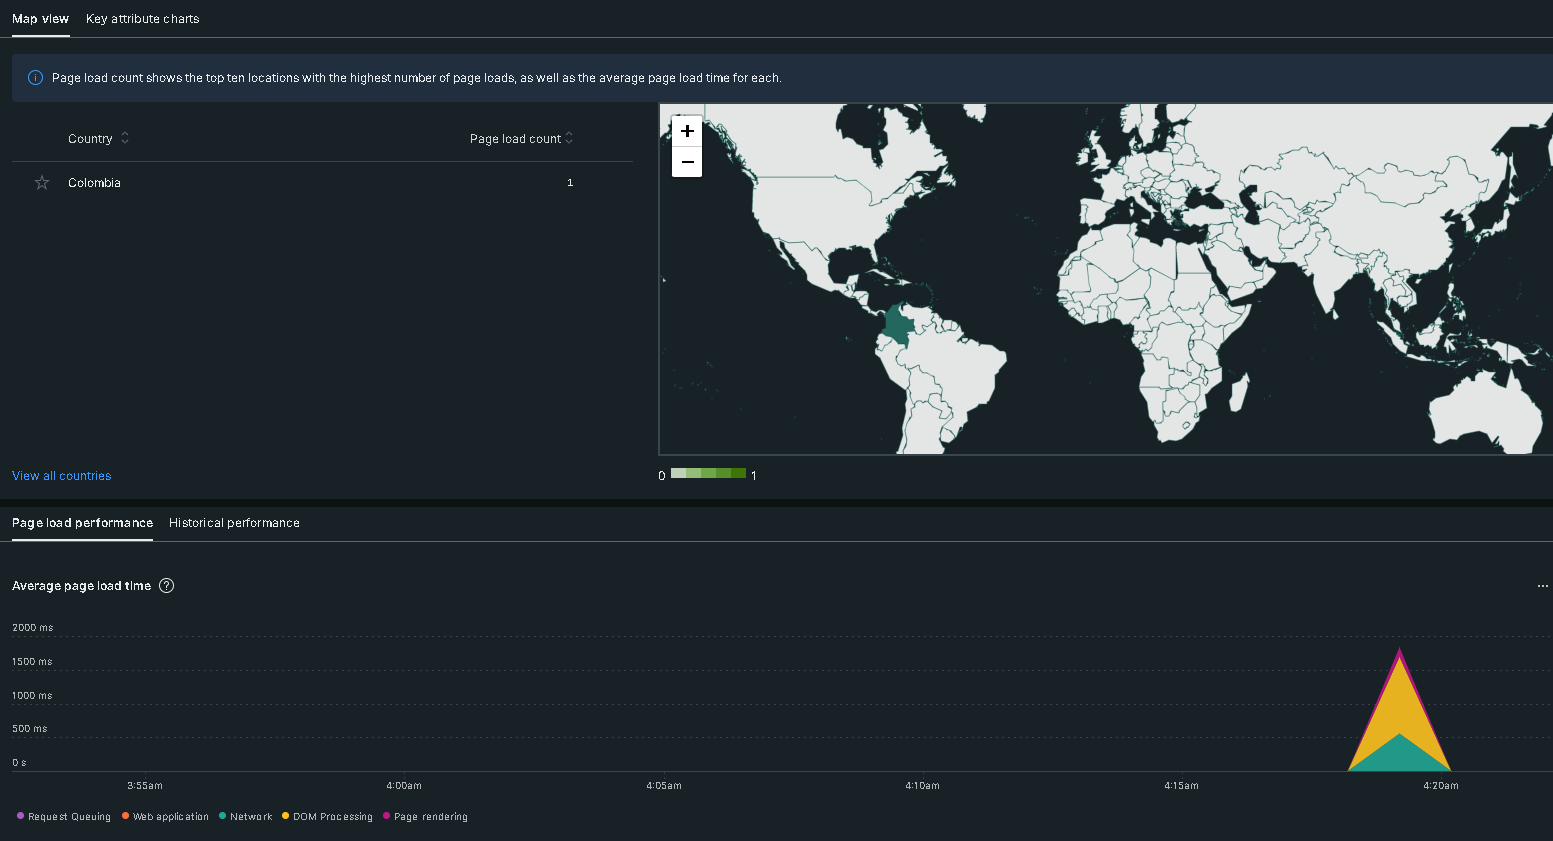 Map view Key attribute charts
Page load count shows the top ten locations with the highest number of page loads, as well as the average page load time for each.
Country Page load count
Colombia 1
+
−
View all countries
0 1
Page load performance Historical performance
Average page load time ?
...
2000 ms
1500 ms
1000 ms
500 ms
0 s
3:55am 4:00am 4:05am 4:10am 4:15am 4:20am
Request Queuing Web application Network DOM Processing Page rendering